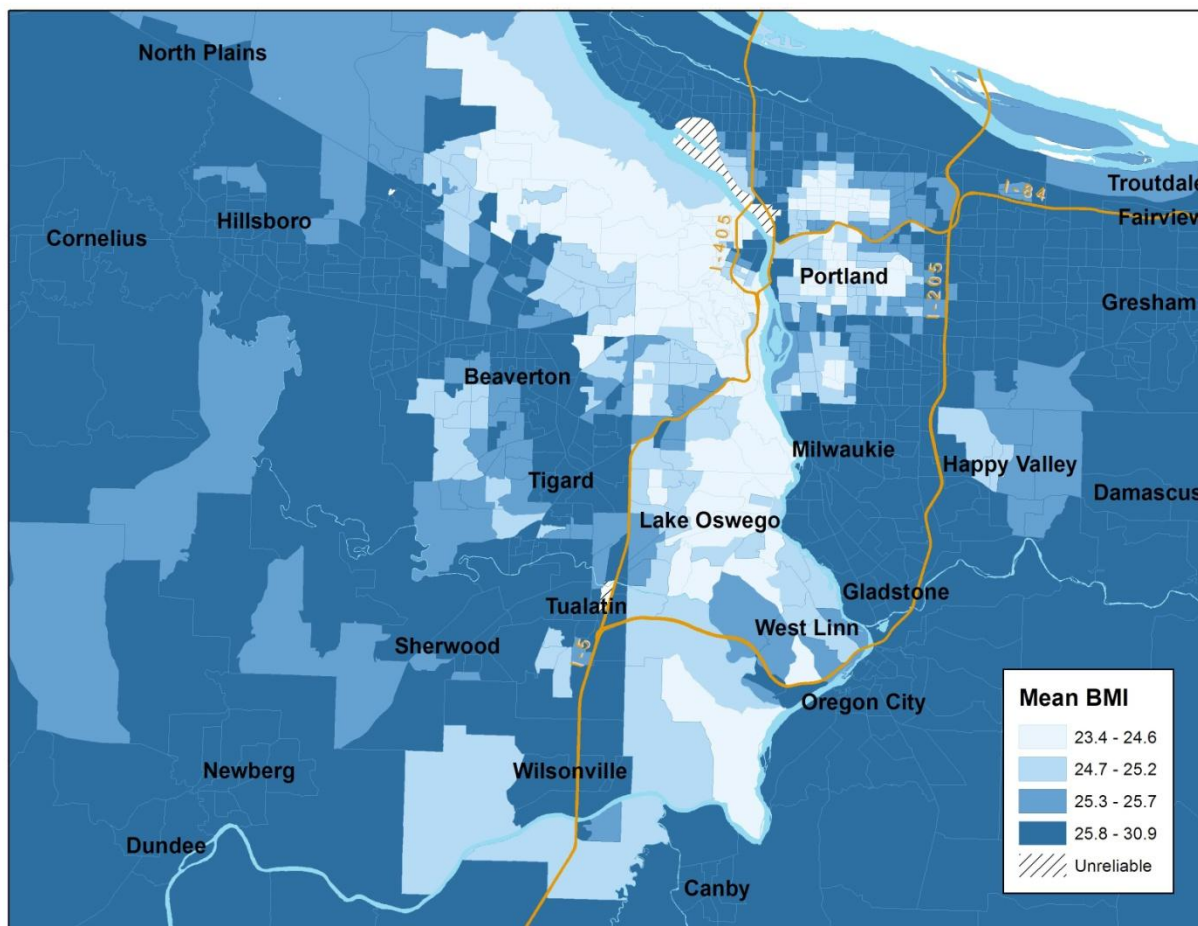 North Plains
Troutdale
I-84
Fairview
Hillsboro
Cornelius
I-405
Portland
I-205
Gresham
Beaverton
Milwaukie
Happy Valley
Tigard
Damascus
Lake Oswego
Gladstone
Tualatin
West Linn
Sherwood
I-5
Oregon City
Newberg
Wilsonville
Dundee
Canby
Mean BMI
23.4 - 24.6
24.7 - 25.2
25.3 - 25.7
25.8 - 30.9
Unreliable